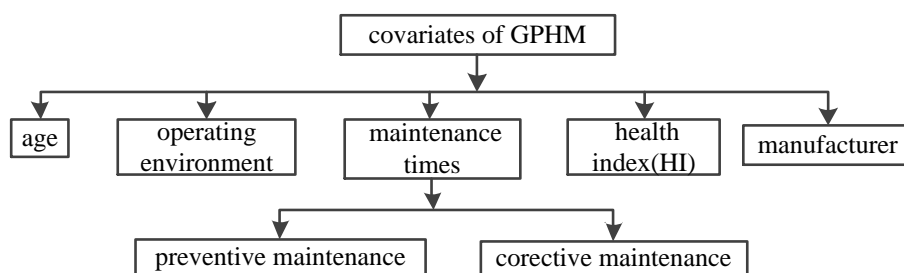 covariates of GPHM
age
operating
environment
maintenance
times
health
index(HI)
manufacturer
preventive maintenance
corective maintenance